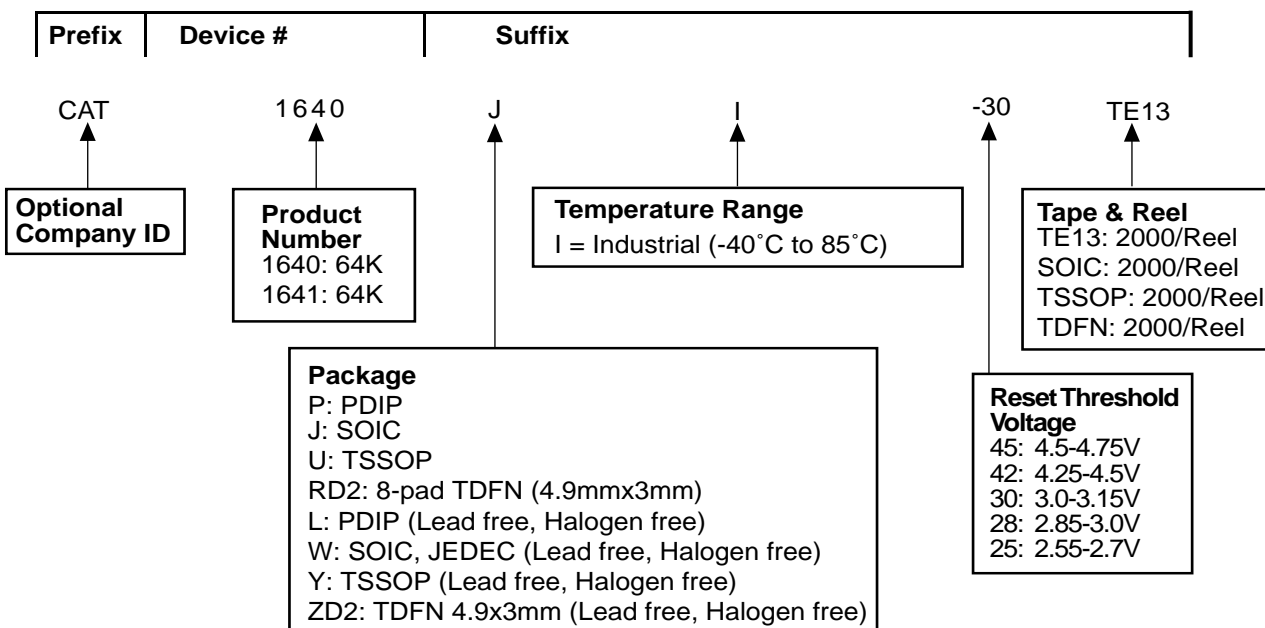 Prefix Device # Suffix
CAT 1640 J I -30 TE13
Optional
Company ID
Product
Number
1640: 64K
1641: 64K
Temperature Range
I = Industrial (-40˚C to 85˚C)
Tape & Reel
TE13: 2000/Reel
SOIC: 2000/Reel
TSSOP: 2000/Reel
TDFN: 2000/Reel
Package
P: PDIP
J: SOIC
U: TSSOP
RD2: 8-pad TDFN (4.9mmx3mm)
L: PDIP (Lead free, Halogen free)
W: SOIC, JEDEC (Lead free, Halogen free)
Y: TSSOP (Lead free, Halogen free)
ZD2: TDFN 4.9x3mm (Lead free, Halogen free)
Reset Threshold
Voltage
45: 4.5-4.75V
42: 4.25-4.5V
30: 3.0-3.15V
28: 2.85-3.0V
25: 2.55-2.7V